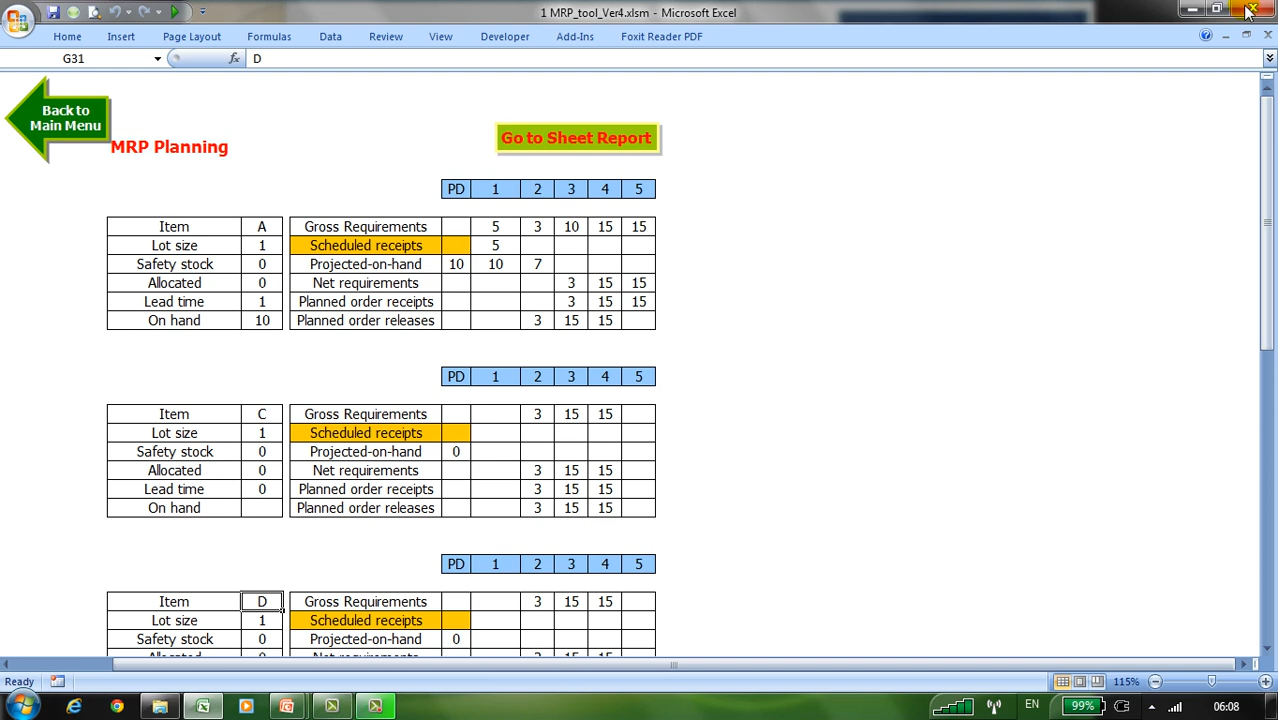 1 MRP_tool_Ver4.xlsm - Microsoft Excel
Home Page Layout Formulas Data Review View Developer Add-Ins Foxit Reader PDF
G31 fx D
Back to
Main Menu
MRP Planning
Go to Sheet Report
PD 1 2 3 4 5
Item A Gross Requirements 5 3 10 15 15
Lot size 1 Scheduled receipts 5
Safety stock 0 Projected-on-hand 10 10 7
Allocated 0 Net requirements 3 15 15
Lead time 1 Planned order receipts 3 15 15
On hand 10 Planned order releases 3 15 15
PD 1 2 3 4 5
Item C Gross Requirements 3 15 15
Lot size 1 Scheduled receipts
Safety stock 0 Projected-on-hand 0
Allocated 0 Net requirements 3 15 15
Lead time 0 Planned order receipts 3 15 15
On hand Planned order releases 3 15 15
PD 1 2 3 4 5
Item D Gross Requirements 3 15 15
Lot size 1 Scheduled receipts
Safety stock 0 Projected-on-hand 0
Allocated 0 Net requirements 3 15 15
Ready 115%
EN 99% 06:08